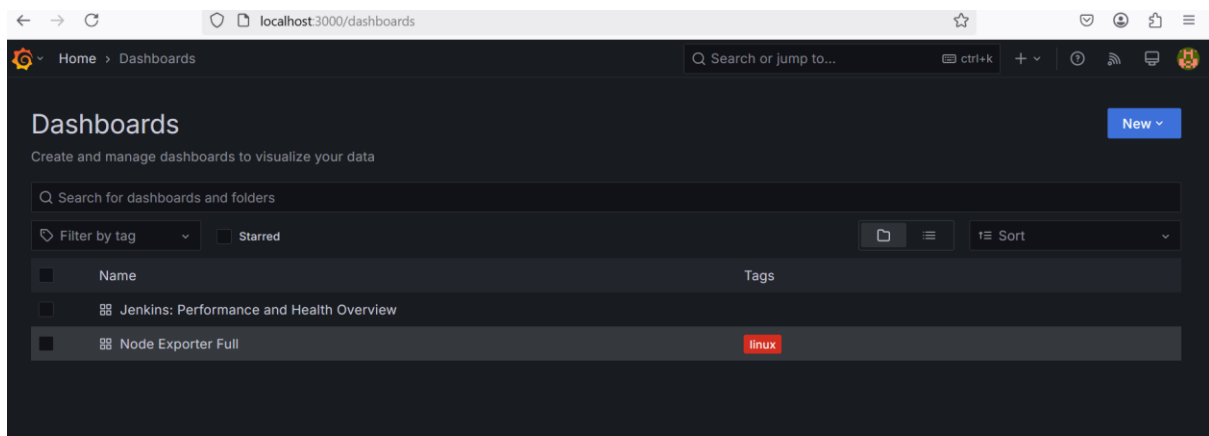 localhost:3000/dashboards
Home › Dashboards
Search or jump to...
ctrl+k
Dashboards
New
Create and manage dashboards to visualize your data
Search for dashboards and folders
Filter by tag
Starred
Sort
Name
Tags
Jenkins: Performance and Health Overview
Node Exporter Full
linux